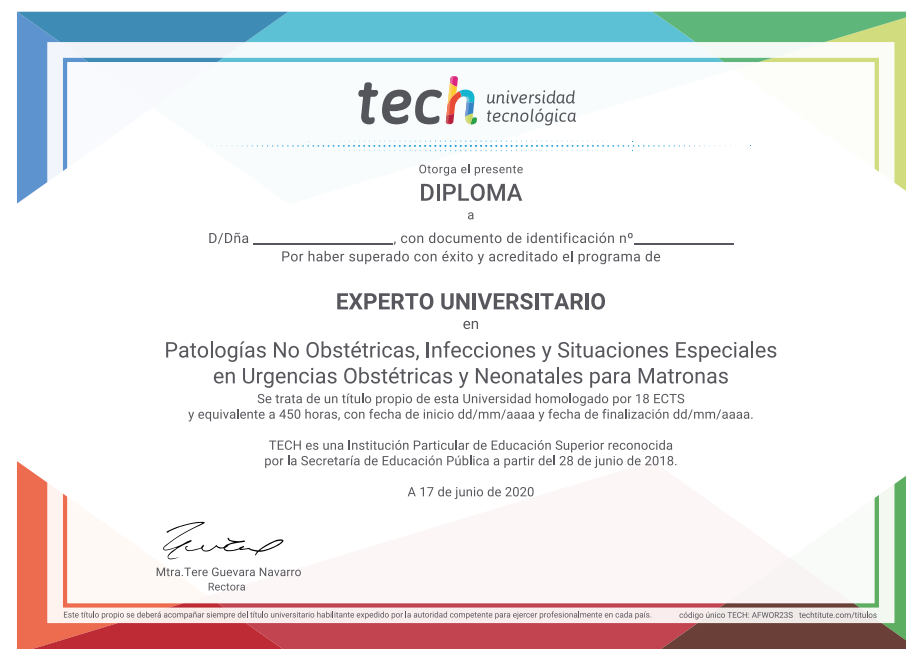 tech universidad
tecnológica
Otorga el presente
DIPLOMA
a
D/Dña ____________________, con documento de identificación nº______________
Por haber superado con éxito y acreditado el programa de
EXPERTO UNIVERSITARIO
en
Patologías No Obstétricas, Infecciones y Situaciones Especiales
en Urgencias Obstétricas y Neonatales para Matronas
Se trata de un título propio de esta Universidad homologado por 18 ECTS
y equivalente a 450 horas, con fecha de inicio dd/mm/aaaa y fecha de finalización dd/mm/aaaa.
TECH es una Institución Particular de Educación Superior reconocida
por la Secretaría de Educación Pública a partir del 28 de junio de 2018.
A 17 de junio de 2020
Mtra.Tere Guevara Navarro
Rectora
Este título propio se deberá acompañar siempre del título universitario habilitante expedido por la autoridad competente para ejercer profesionalmente en cada país. código único TECH: AFWOR23S techtitute.com/titulos